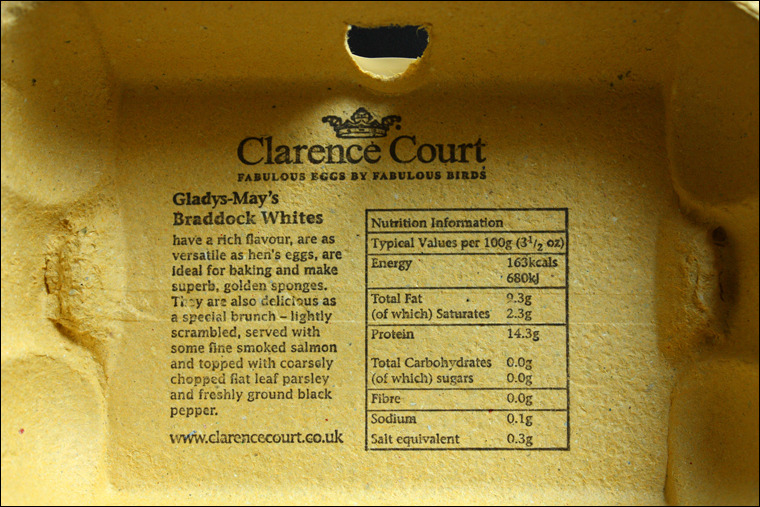 Clarence Court
FABULOUS EGGS BY FABULOUS BIRDS
Gladys-May's
Braddock Whites
have a rich flavour, are as
versatile as hen's eggs, are
ideal for baking and make
superb, golden sponges.
They are also delicious as
a special brunch – lightly
scrambled, served with
some fine smoked salmon
and topped with coarsely
chopped flat leaf parsley
and freshly ground black
pepper.
www.clarencecourt.co.uk
Nutrition Information
Typical Values per 100g (3 1/2 oz)
Energy 163kcals
680kJ
Total Fat 9.3g
(of which) Saturates 2.3g
Protein 14.3g
Total Carbohydrates 0.0g
(of which) sugars 0.0g
Fibre 0.0g
Sodium 0.1g
Salt equivalent 0.3g